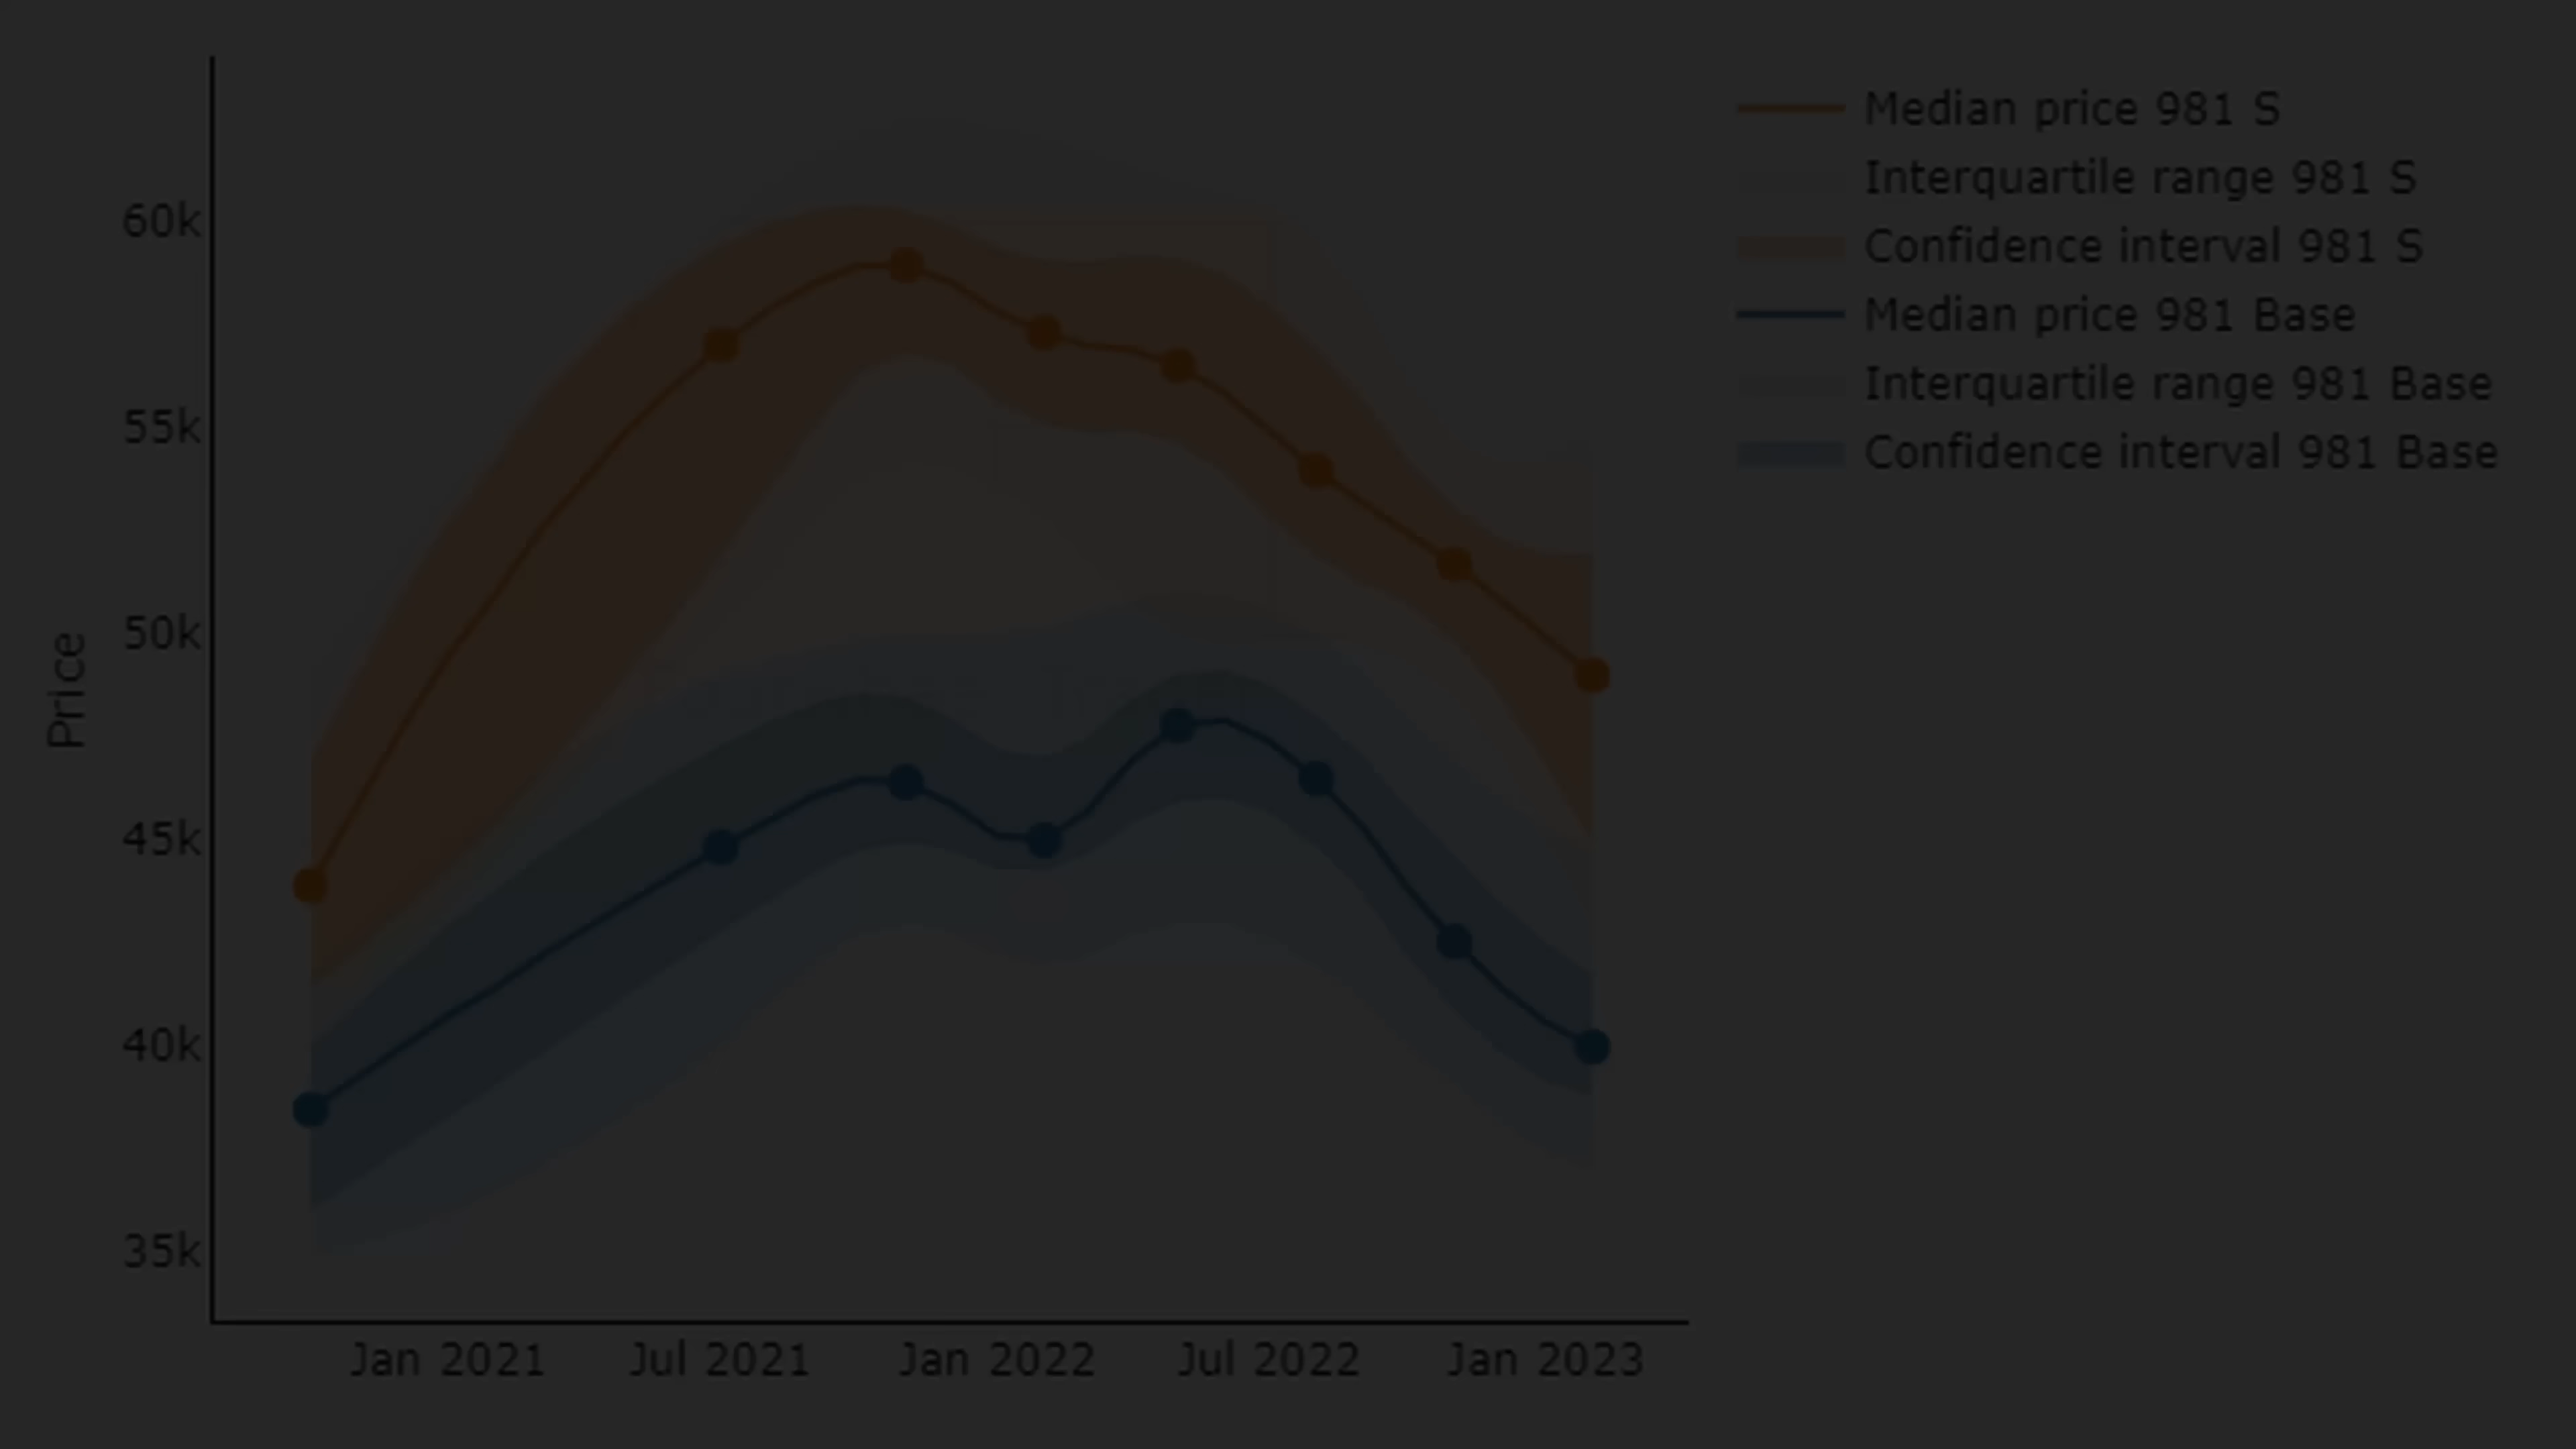 Median price 981 S
Interquartile range 981 S
Confidence interval 981 S
Median price 981 Base
Interquartile range 981 Base
Confidence interval 981 Base
60k
55k
50k
45k
40k
35k
Price
Jan 2021 Jul 2021 Jan 2022 Jul 2022 Jan 2023